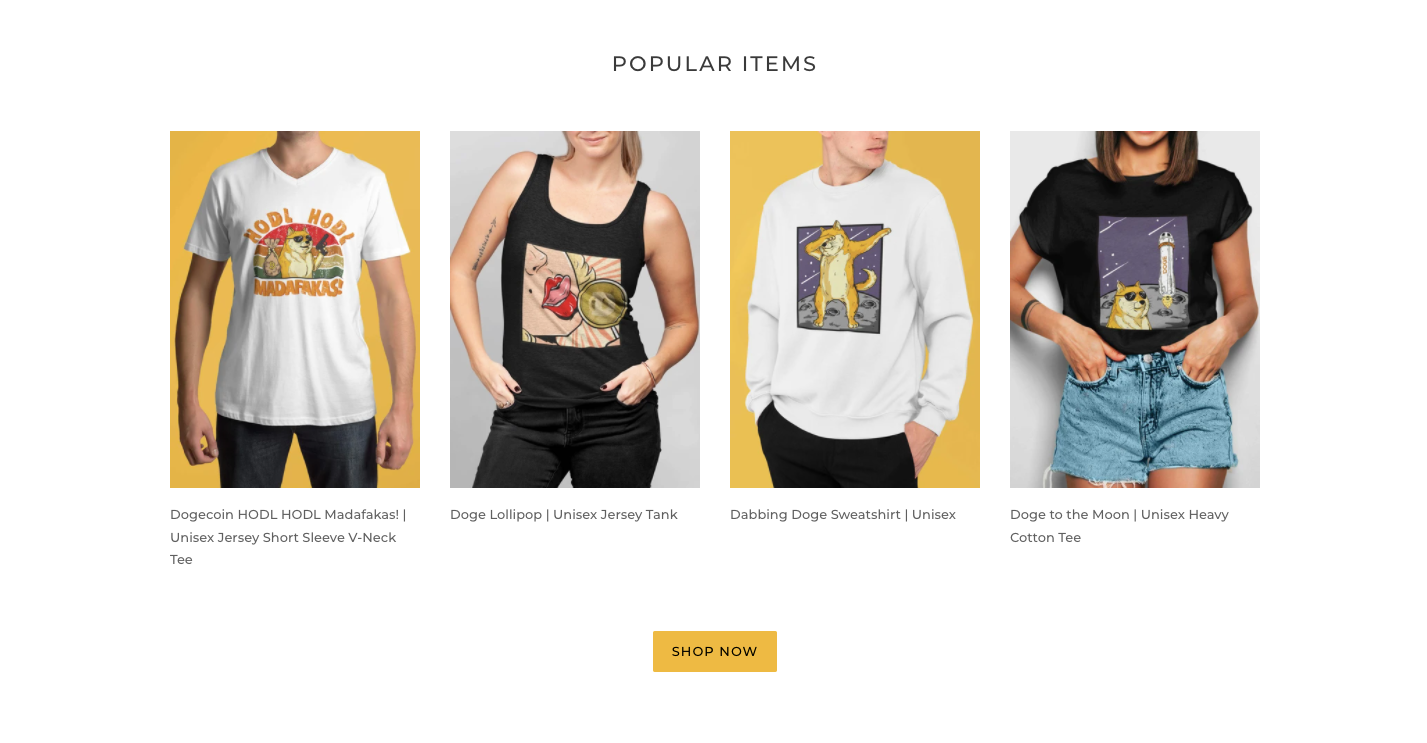 POPULAR ITEMS
HODL HODL
MADAFAKAS!
Dogecoin HODL HODL Madafakas! |
Unisex Jersey Short Sleeve V-Neck
Tee
Doge Lollipop | Unisex Jersey Tank
Dabbing Doge Sweatshirt | Unisex
Doge to the Moon | Unisex Heavy
Cotton Tee
SHOP NOW